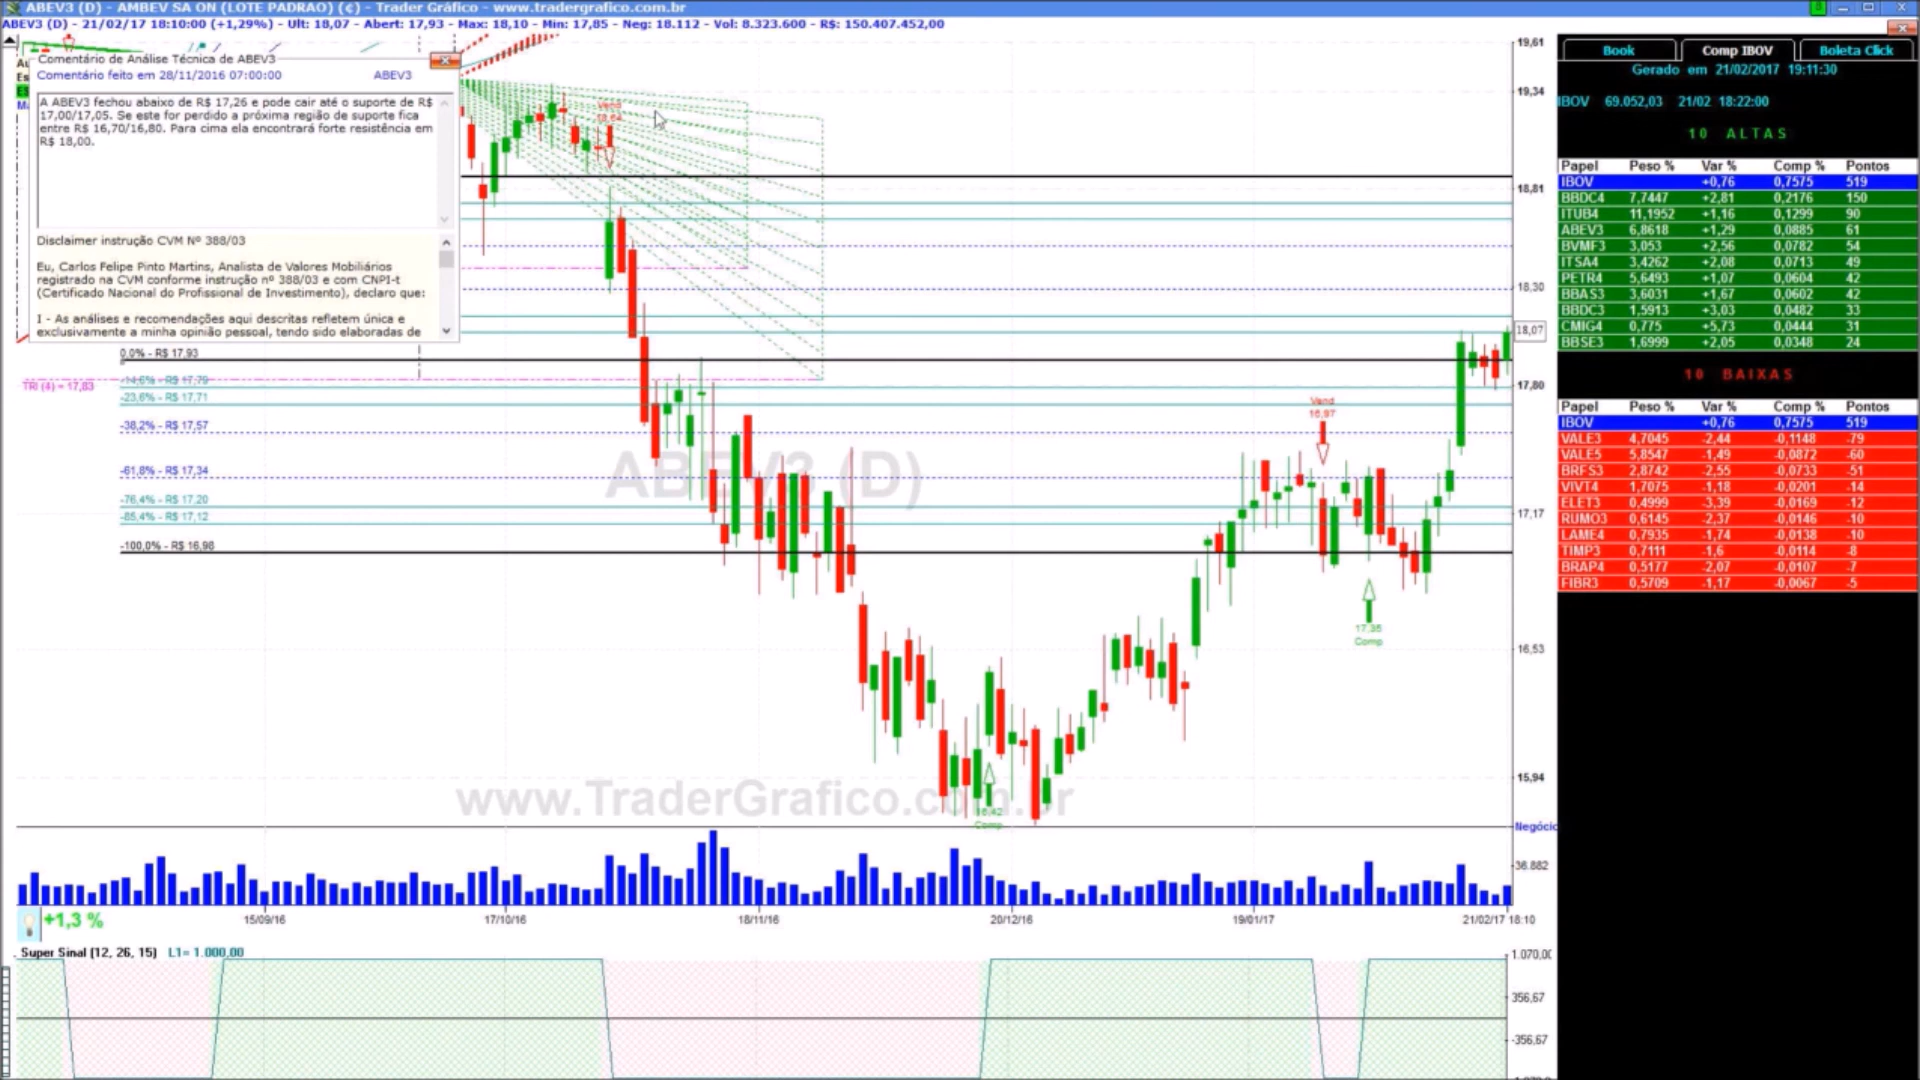 ABEV3 (D) - AMBEV SA ON (LOTE PADRAO) (¢) - Trader Gráfico - www.tradergrafico.com.br
ABEV3 (D) - 21/02/17 18:10:00 (+1,29%) - Ult: 18,07 - Abert: 17,93 - Max: 18,10 - Min: 17,85 - Neg: 18.112 - Vol: 8.323.600 - R$: 150.407.452,00
Comentário de Análise Técnica de ABEV3
Comentário feito em 28/11/2016 07:00:00 ABEV3
A ABEV3 fechou abaixo de R$ 17,26 e pode cair até o suporte de R$
17,00/17,05. Se este for perdido a próxima região de suporte fica
entre R$ 16,70/16,80. Para cima ela encontrará forte resistência em
R$ 18,00.
Disclaimer instrução CVM Nº 388/03
Eu, Carlos Felipe Pinto Martins, Analista de Valores Mobiliários
registrado na CVM conforme instrução nº 388/03 e com CNPI-t
(Certificado Nacional do Profissional de Investimento), declaro que:
I - As análises e recomendações aqui descritas refletem única e
exclusivamente a minha opinião pessoal, tendo sido elaboradas de
0,0% - R$ 17,93
TRI (4) = 17,83
-14,6% - R$ 17,79
-23,6% - R$ 17,71
-38,2% - R$ 17,57
-61,8% - R$ 17,34
-76,4% - R$ 17,20
-85,4% - R$ 17,12
-100,0% - R$ 16,98
Vend
18,64
ABEV3 (D)
Vend
16,97
17,35
Comp
www.TraderGrafico.com.br
16,42
Comp
19,61
19,34
18,81
18,30
18,07
17,80
17,17
16,53
15,94
Negócio
36.882
15/09/16 17/10/16 18/11/16 20/12/16 19/01/17 21/02/17 18:10
+1,3 %
Super Sinal (12, 26, 15) L1= 1.000,00
1.070,00
356,67
-356,67
Book Comp IBOV Boleta Click
Gerado em 21/02/2017 19:11:30
IBOV 69.052,03 21/02 18:22:00
10 ALTAS
Papel Peso % Var % Comp % Pontos
IBOV +0,76 0,7575 519
BBDC4 7,7447 +2,81 0,2176 150
ITUB4 11,1952 +1,16 0,1299 90
ABEV3 6,8618 +1,29 0,0885 61
BVMF3 3,053 +2,56 0,0782 54
ITSA4 3,4262 +2,08 0,0713 49
PETR4 5,6493 +1,07 0,0604 42
BBAS3 3,6031 +1,67 0,0602 42
BBDC3 1,5913 +3,03 0,0482 33
CMIG4 0,775 +5,73 0,0444 31
BBSE3 1,6999 +2,05 0,0348 24
10 BAIXAS
Papel Peso % Var % Comp % Pontos
IBOV +0,76 0,7575 519
VALE3 4,7045 -2,44 -0,1148 -79
VALE5 5,8547 -1,49 -0,0872 -60
BRFS3 2,8742 -2,55 -0,0733 -51
VIVT4 1,7075 -1,18 -0,0201 -14
ELET3 0,4999 -3,39 -0,0169 -12
RUMO3 0,6145 -2,37 -0,0146 -10
LAME4 0,7935 -1,74 -0,0138 -10
TIMP3 0,7111 -1,6 -0,0114 -8
BRAP4 0,5177 -2,07 -0,0107 -7
FIBR3 0,5709 -1,17 -0,0067 -5